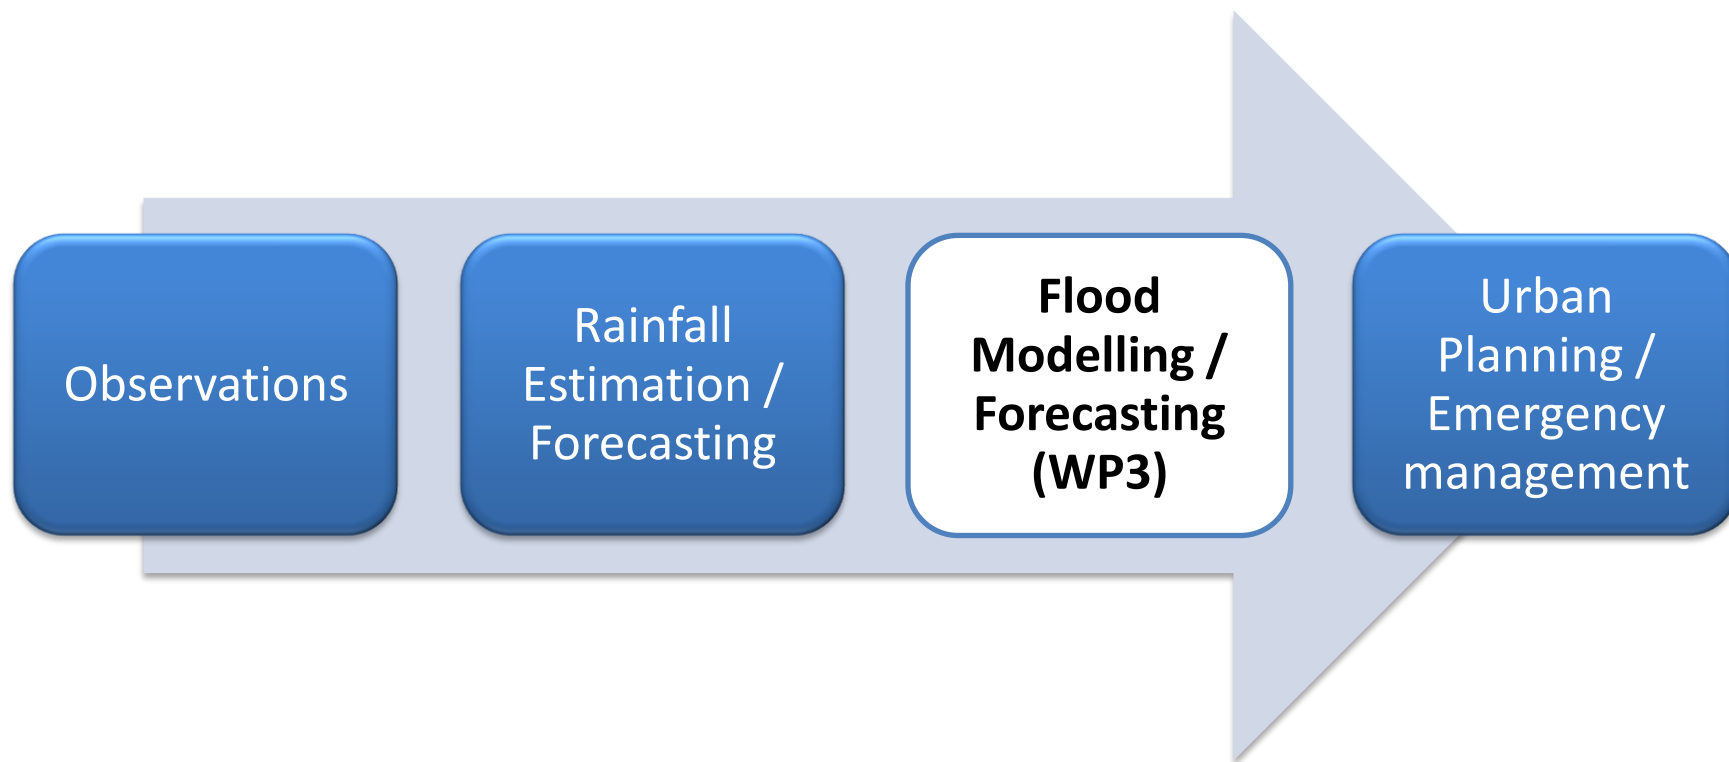 Observations
Rainfall
Estimation /
Forecasting
Flood
Modelling /
Forecasting
(WP3)
Urban
Planning /
Emergency
management